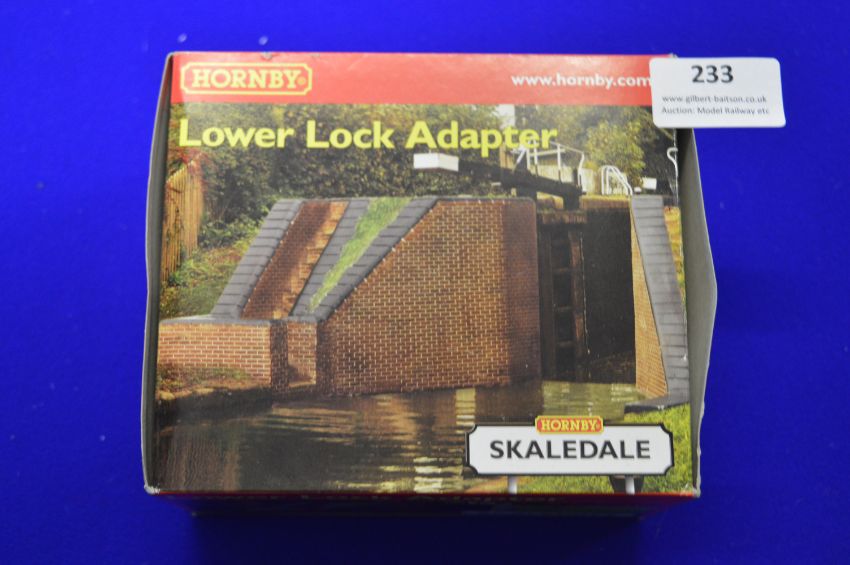 HORNBY
www.hornby.com
233
www.gilbert-baitson.co.uk
Auction: Model Railway etc
Lower Lock Adapter
HORNBY
SKALEDALE